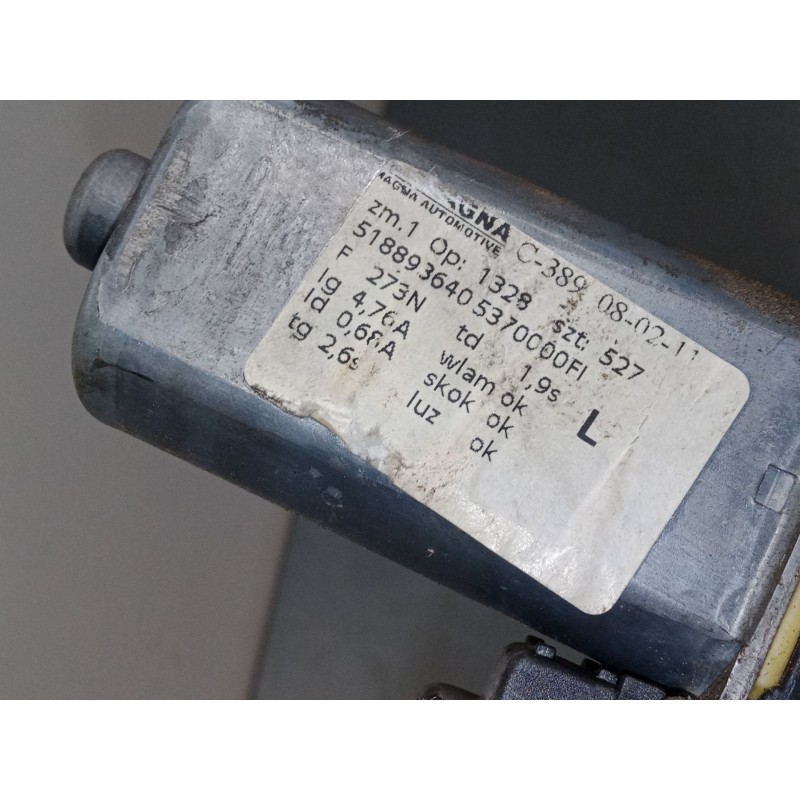 MAGNA
MAGNA AUTOMOTIVE
C-389 08-02-11
zm.1 Op: 1328 szt. 527
518893640 5370000FI
F 273N td 1,9s
Ig 4,76A wlam ok
Id 0,68A skok ok
tg 2,6s luz ok
L